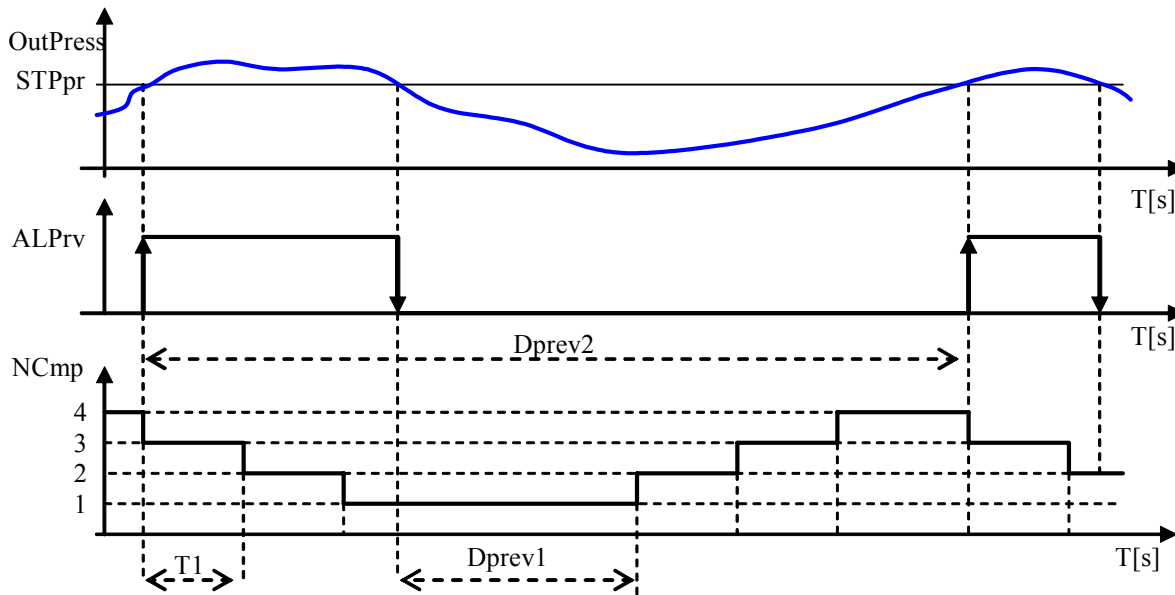 OutPress
STPpr
T[s]
ALPrv
T[s]
Dprev2
NCmp
4
3
2
1
T[s]
T1
Dprev1